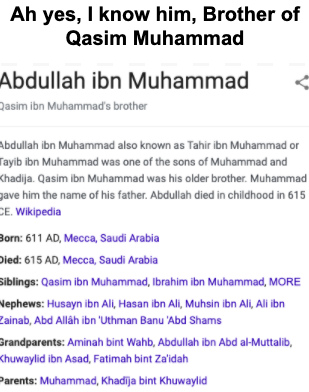 Ah yes, I know him, Brother of
Qasim Muhammad
Abdullah ibn Muhammad
Qasim ibn Muhammad's brother
Abdullah ibn Muhammad also known as Tahir ibn Muhammad or
Tayib ibn Muhammad was one of the sons of Muhammad and
Khadija. Qasim ibn Muhammad was his older brother. Muhammad
gave him the name of his father. Abdullah died in childhood in 615
CE. Wikipedia
Born: 611 AD, Mecca, Saudi Arabia
Died: 615 AD, Mecca, Saudi Arabia
Siblings: Qasim ibn Muhammad, Ibrahim ibn Muhammad, MORE
Nephews: Husayn ibn Ali, Hasan ibn Ali, Muhsin ibn Ali, Ali ibn
Zainab, Abd Allāh ibn 'Uthman Banu 'Abd Shams
Grandparents: Aminah bint Wahb, Abdullah ibn Abd al-Muttalib,
Khuwaylid ibn Asad, Fatimah bint Za'idah
Parents: Muhammad, Khadīja bint Khuwaylid